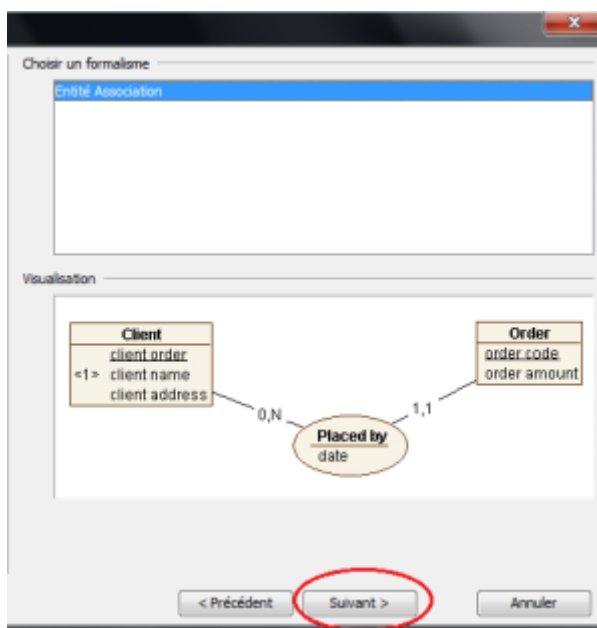 Choisir un formalisme
Entité Association
Visualisation
Client
client order
<1> client name
client address
Order
order code
order amount
0,N
1,1
Placed by
date
< Précédent
Suivant >
Annuler